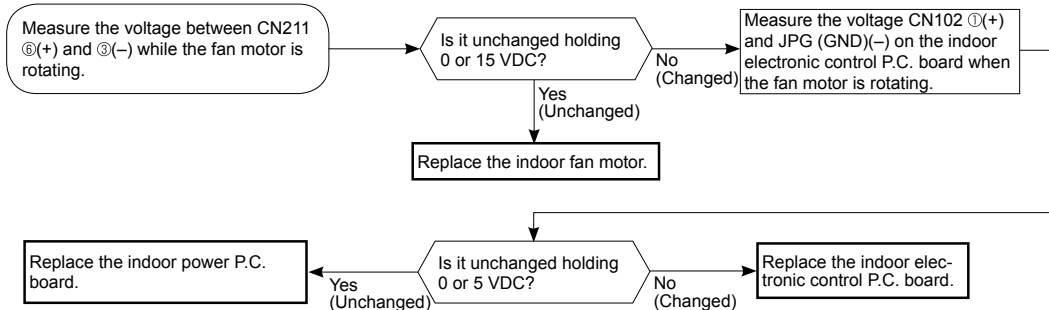 Measure the voltage between CN211
⑥(+) and ③(–) while the fan motor is
rotating.
Is it unchanged holding
0 or 15 VDC?
No
(Changed)
Measure the voltage CN102 ①(+)
and JPG (GND)(–) on the indoor
electronic control P.C. board when
the fan motor is rotating.
Yes
(Unchanged)
Replace the indoor fan motor.
Replace the indoor power P.C.
board.
Yes
(Unchanged)
Is it unchanged holding
0 or 5 VDC?
No
(Changed)
Replace the indoor elec-
tronic control P.C. board.